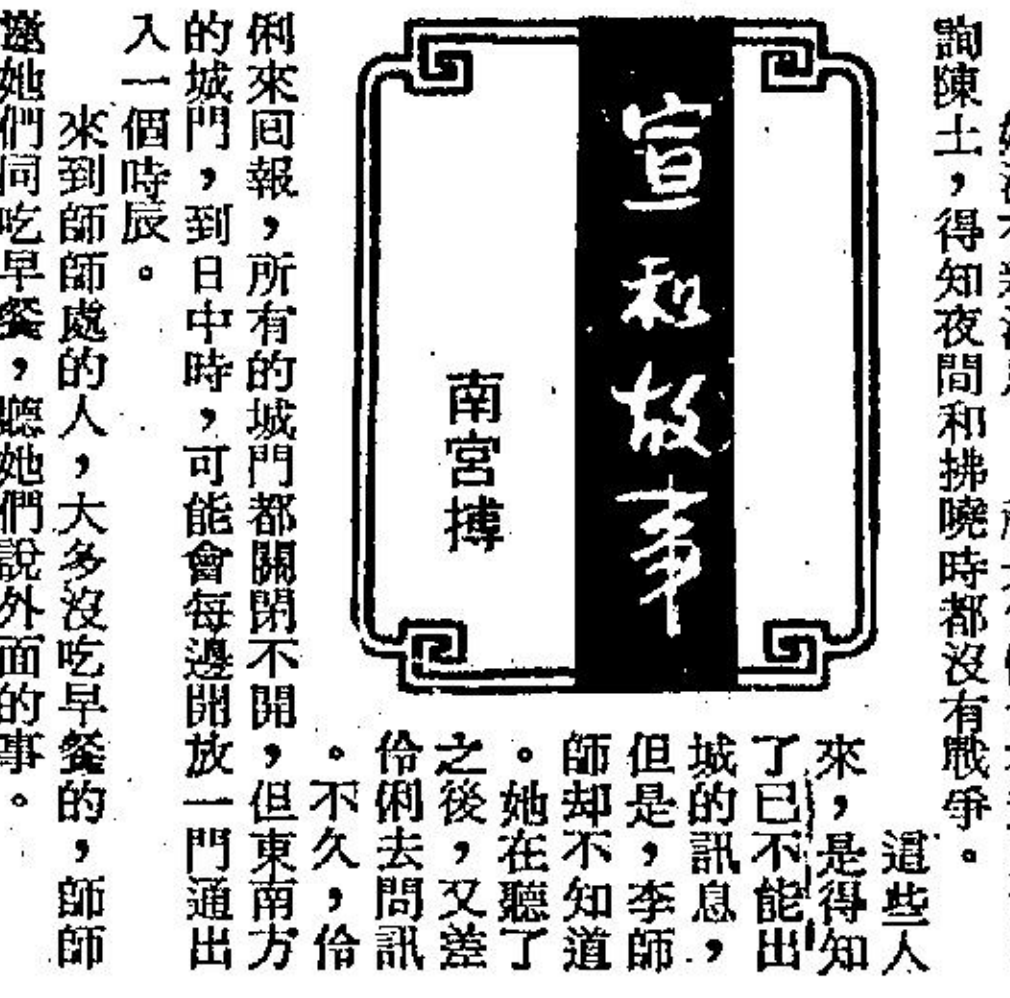 詢陳士，得知夜間和拂曉時都沒有戰爭。
宣和故事
南宮搏
這些人
來，是得知
了已不能出
城的訊息，
但是，李師
師却不知道
。她在聽了
之後，又差
伶俐去問訊
。不久，伶
俐來囘報，所有的城門都關閉不開，但東南方
的城門，到日中時，可能會每邊開放一門通出
入一個時辰。
來到師師處的人，大多沒吃早餐的，師師
邀她們同吃早餐，聽她們說外面的事。